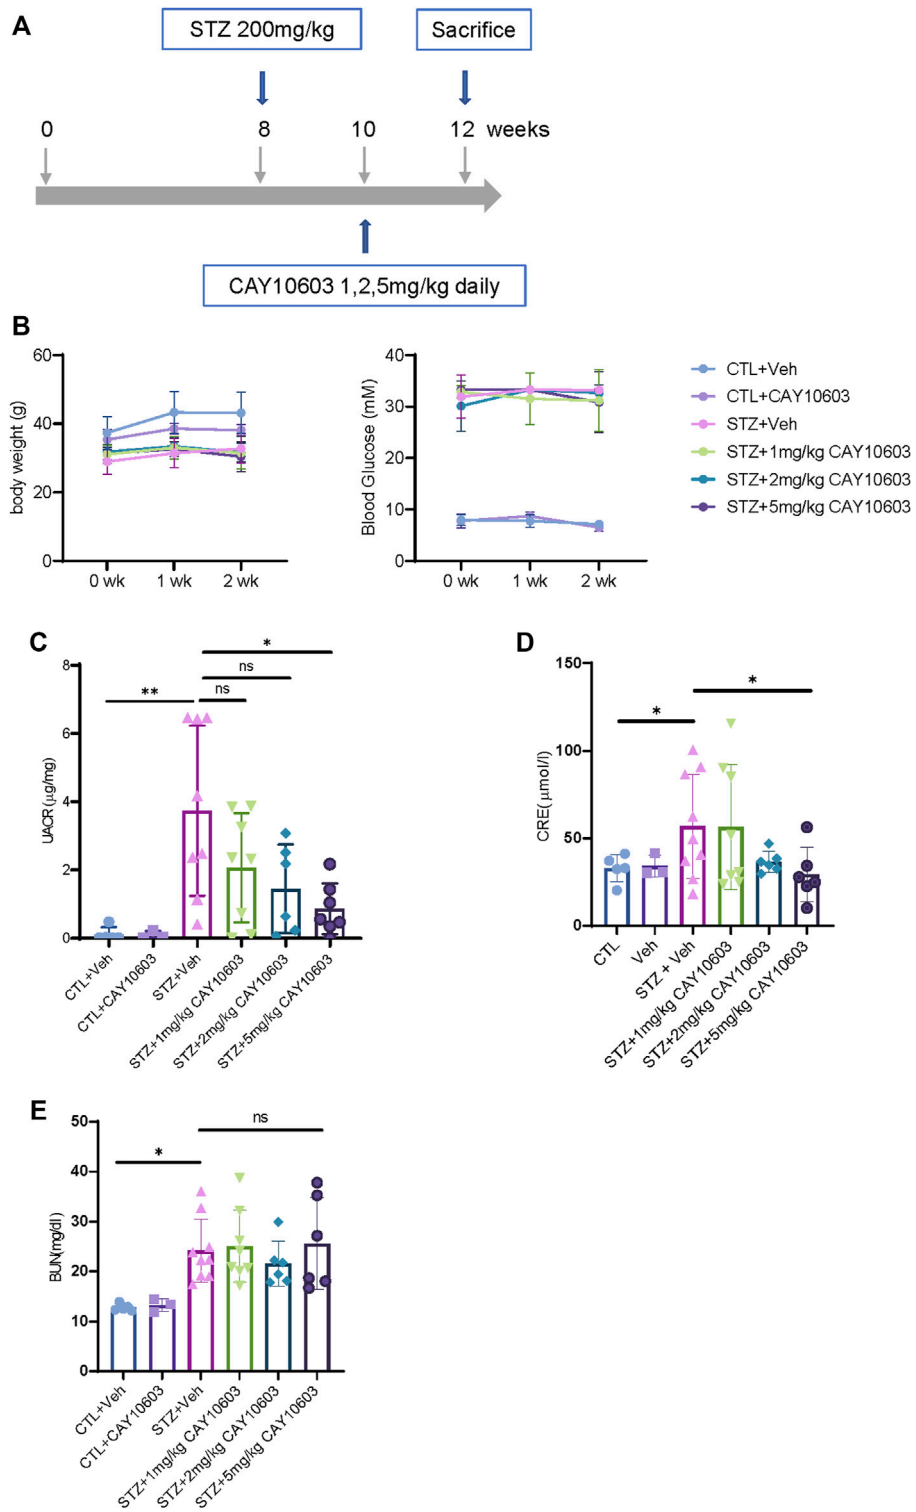 A
STZ 200mg/kg
Sacrifice
0
8
10
12 weeks
CAY10603 1,2,5mg/kg daily
B
body weight (g)
60
40
20
0
0 wk
1 wk
2 wk
Blood Glucose (mM)
40
30
20
10
0
0 wk
1 wk
2 wk
CTL+Veh
CTL+CAY10603
STZ+Veh
STZ+1mg/kg CAY10603
STZ+2mg/kg CAY10603
STZ+5mg/kg CAY10603
C
UACR (μg/mg)
8
6
4
2
0
**
ns
ns
*
CTL+Veh
CTL+CAY10603
STZ+Veh
STZ+1mg/kg CAY10603
STZ+2mg/kg CAY10603
STZ+5mg/kg CAY10603
D
CRE( μmol/l)
150
100
50
0
*
*
CTL
Veh
STZ + Veh
STZ+1mg/kg CAY10603
STZ+2mg/kg CAY10603
STZ+5mg/kg CAY10603
E
BUN(mg/dl)
50
40
30
20
10
0
*
ns
CTL+Veh
CTL+CAY10603
STZ+Veh
STZ+1mg/kg CAY10603
STZ+2mg/kg CAY10603
STZ+5mg/kg CAY10603